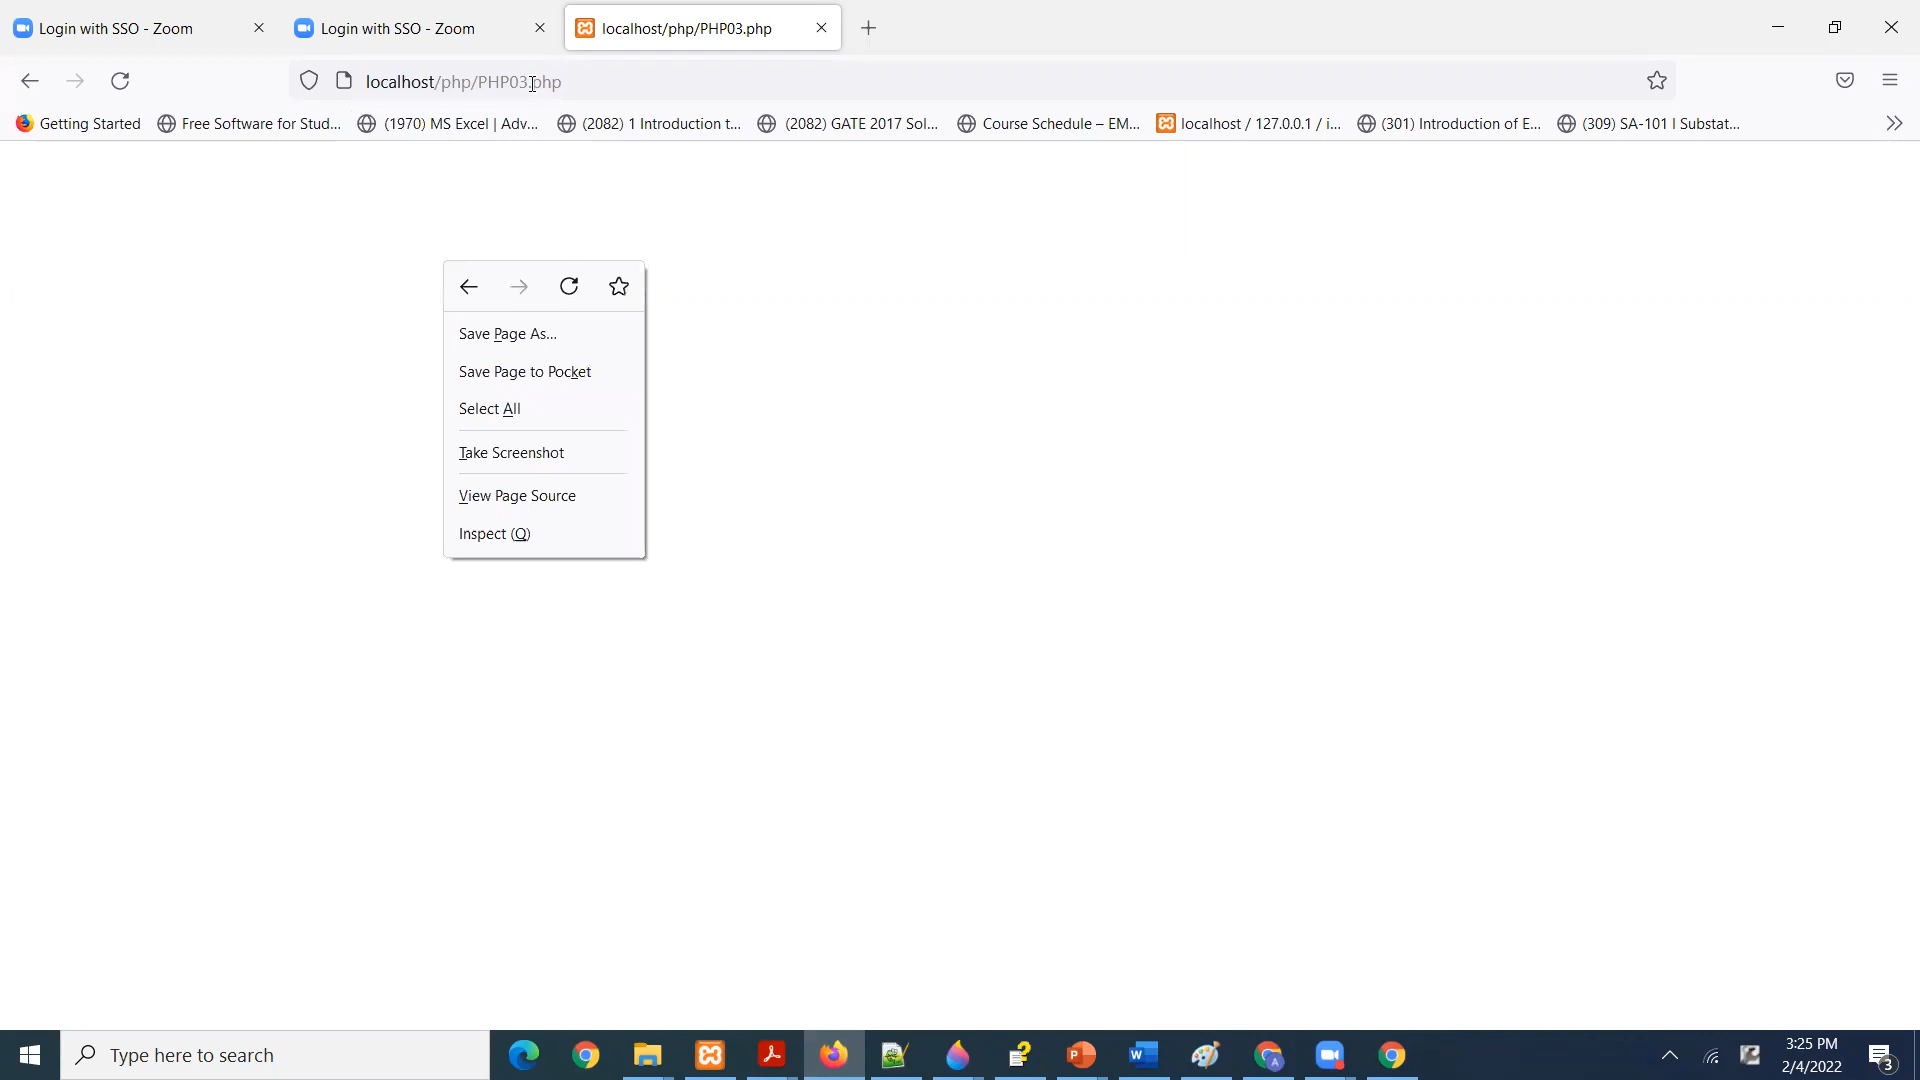 Login with SSO - Zoom
Login with SSO - Zoom
localhost/php/PHP03.php
localhost/php/PHP03.php
Getting Started
Free Software for Stud...
(1970) MS Excel | Adv...
(2082) 1 Introduction t...
(2082) GATE 2017 Sol...
Course Schedule – EM...
localhost / 127.0.0.1 / i...
(301) Introduction of E...
(309) SA-101 I Substat...
Save Page As...
Save Page to Pocket
Select All
Take Screenshot
View Page Source
Inspect (Q)
Type here to search
3:25 PM
2/4/2022
3